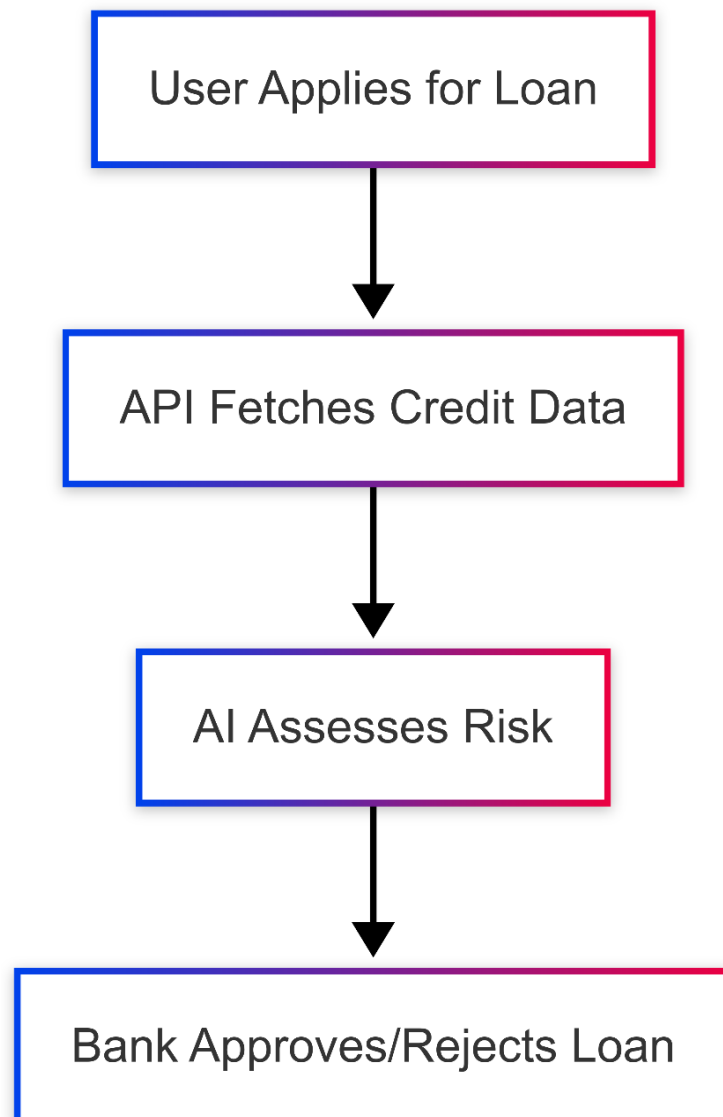 User Applies for Loan
API Fetches Credit Data
AI Assesses Risk
Bank Approves/Rejects Loan